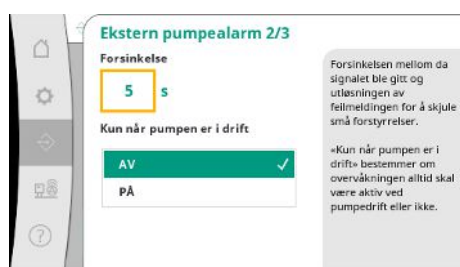 Ekstern pumpealarm 2/3
Forsinkelse
5 s
Kun når pumpen er i drift
AV
PÅ
Forsinkelsen mellom da
signalet ble gitt og
utløsningen av
feilmeldingen for å skjule
små forstyrrelser.
«Kun når pumpen er i
drift» bestemmer om
overvåkningen alltid skal
være aktiv ved
pumpedrift eller ikke.